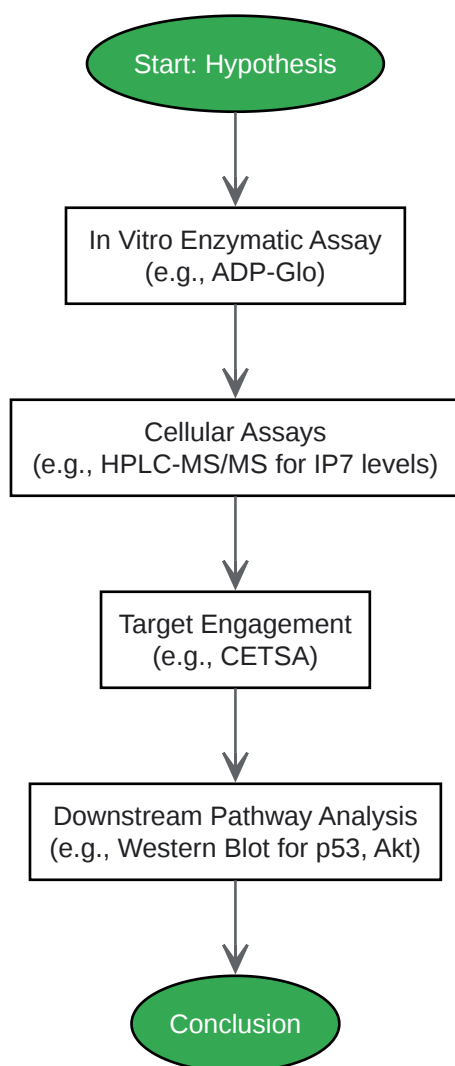 Start: Hypothesis
In Vitro Enzymatic Assay
(e.g., ADP-Glo)
Cellular Assays
(e.g., HPLC-MS/MS for IP7 levels)
Target Engagement
(e.g., CETSA)
Downstream Pathway Analysis
(e.g., Western Blot for p53, Akt)
Conclusion